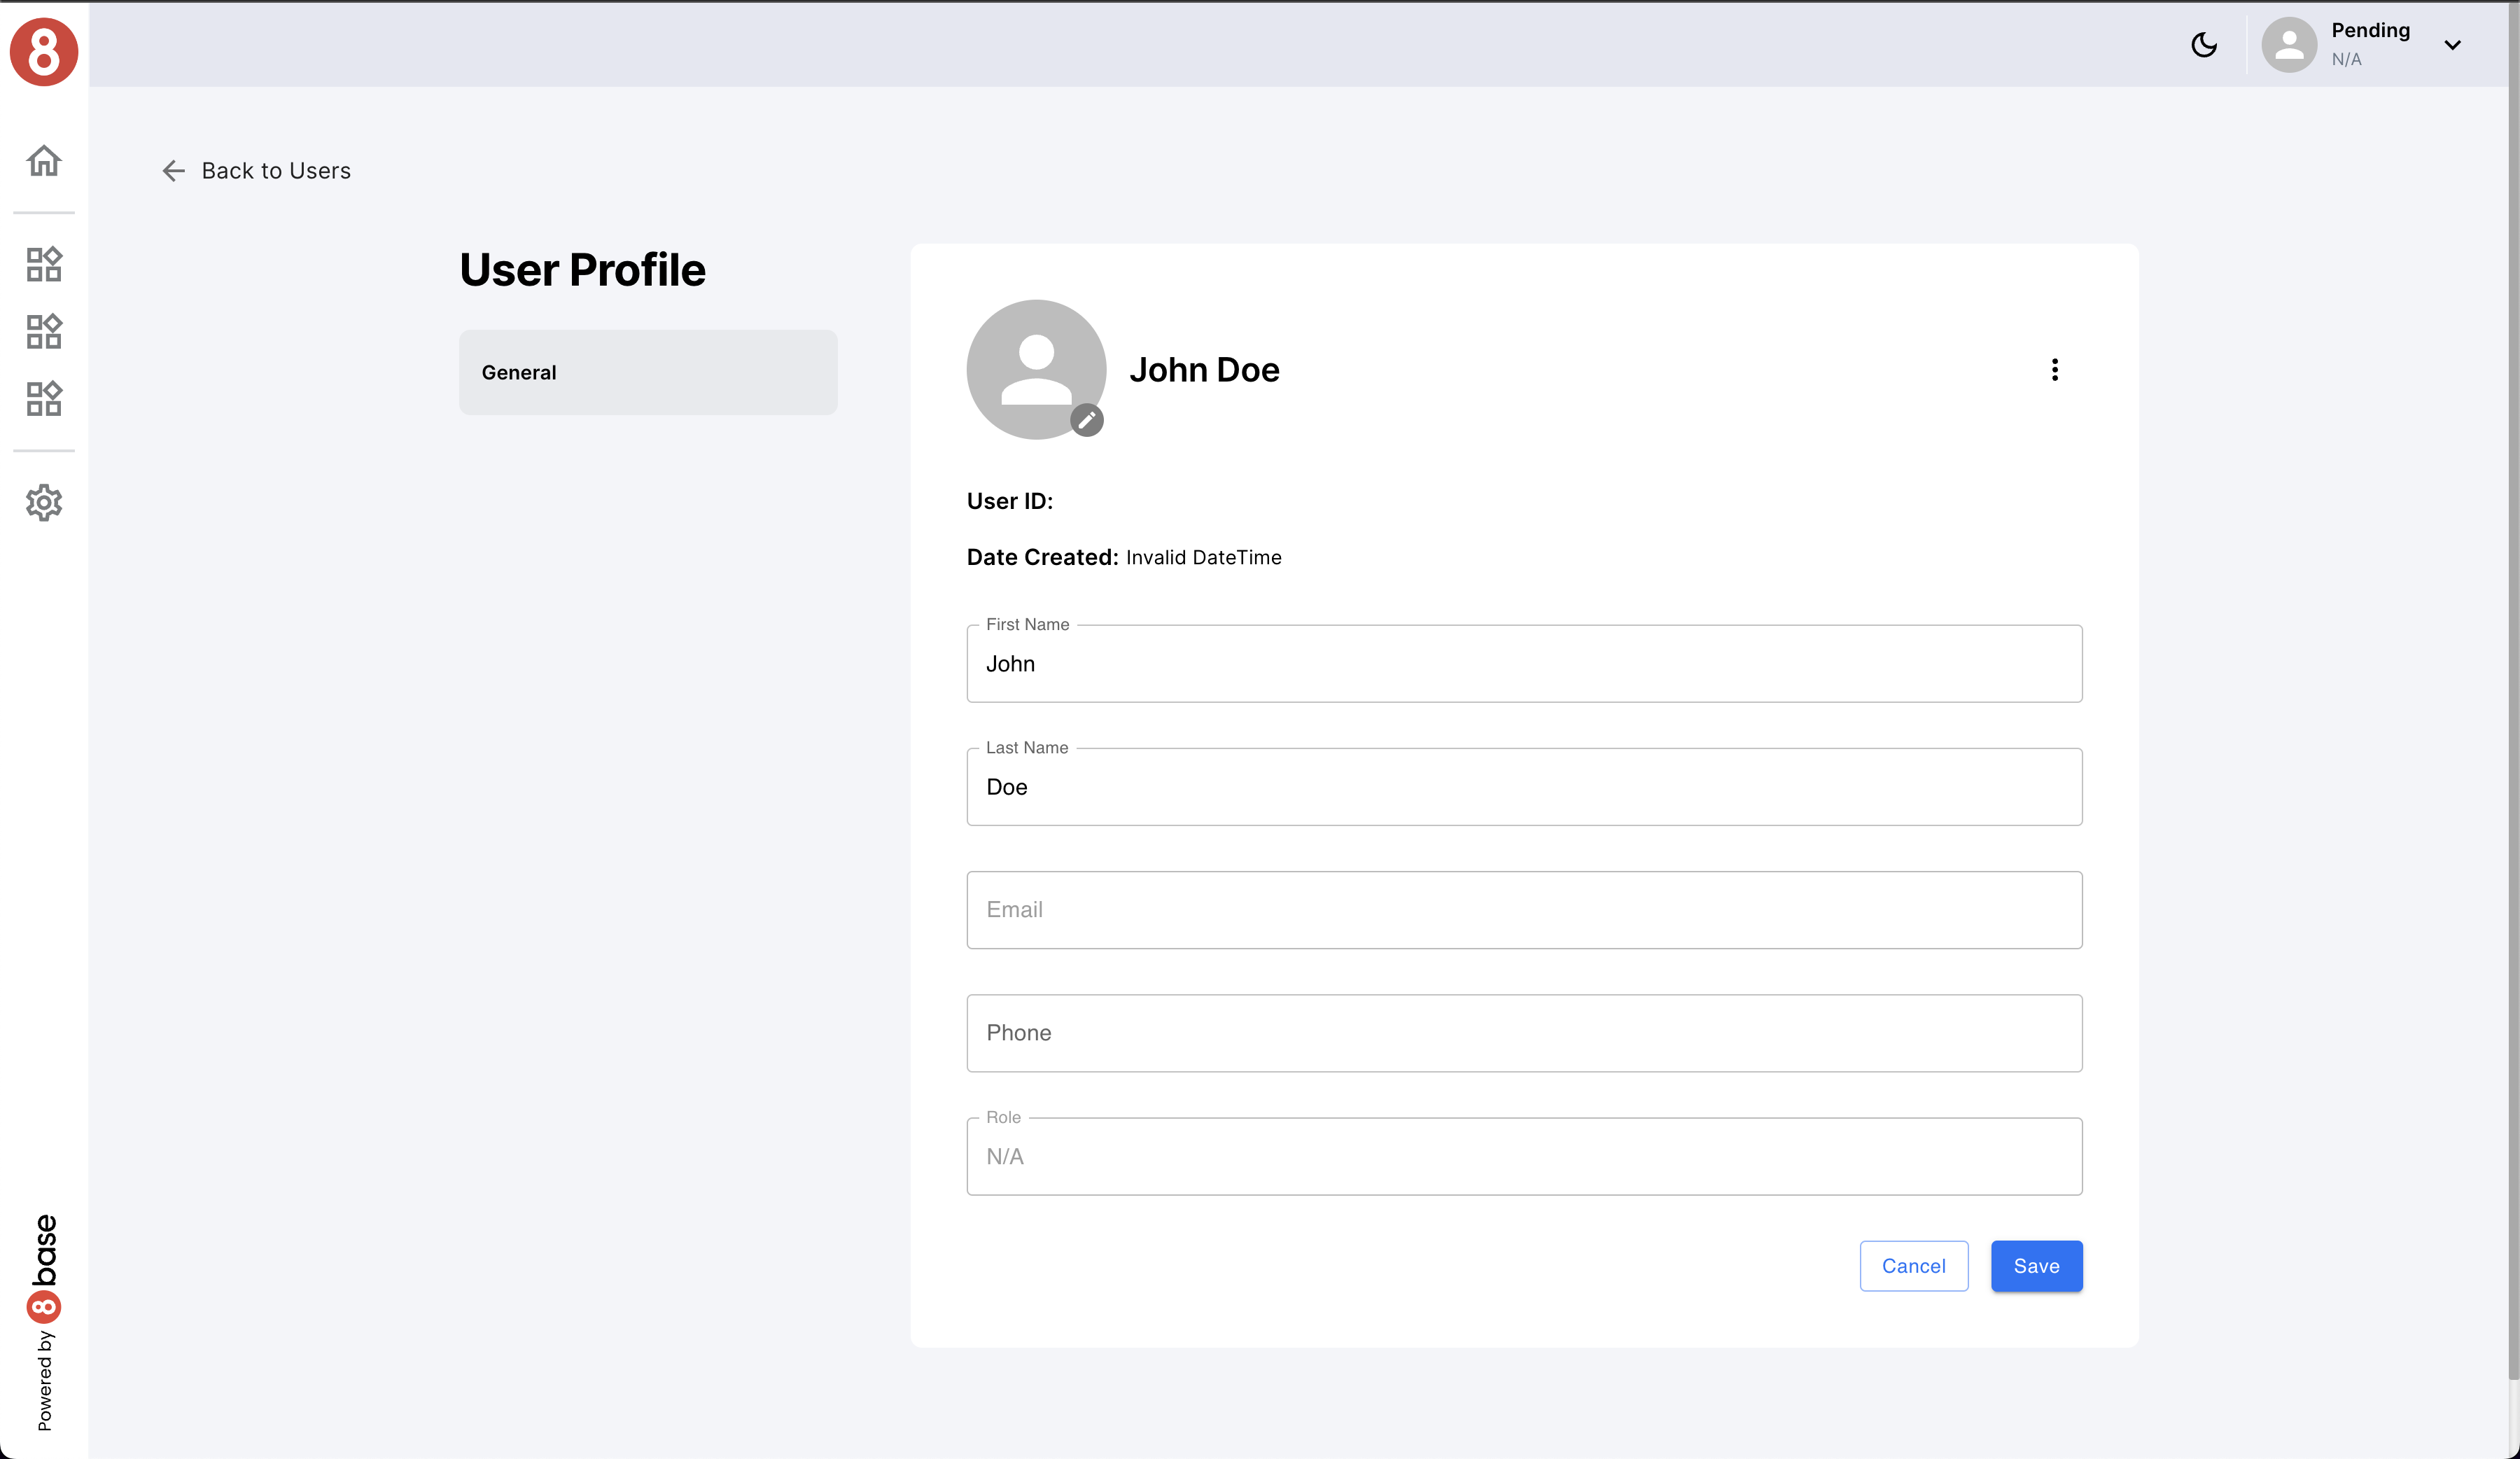 8
Pending
N/A
Back to Users
User Profile
General
John Doe
User ID:
Date Created: Invalid DateTime
First Name
John
Last Name
Doe
Email
Phone
Role
N/A
Cancel
Save
Powered by 8base